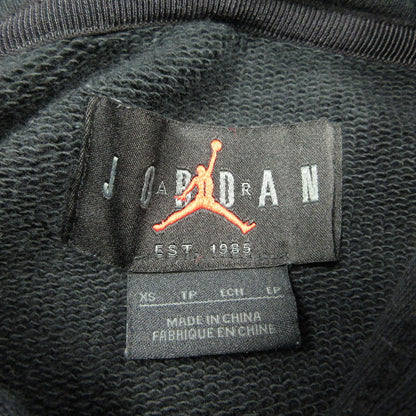 JORDAN
AIR
EST. 1985
XS TP ECH EP
MADE IN CHINA
FABRIQUÉ EN CHINE